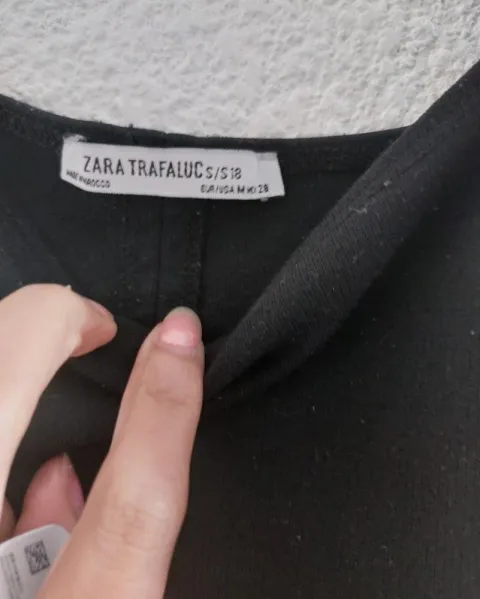 ZARA TRAFALUC S/S18
MADE IN MOROCCO
EUR/USA M MEX 28